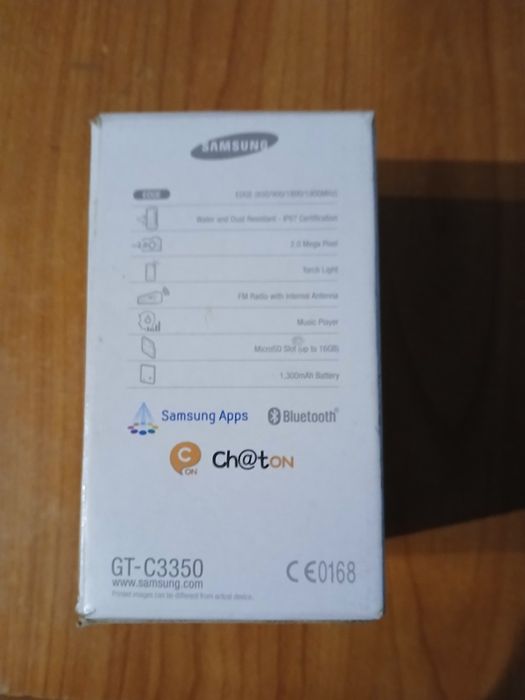 SAMSUNG
EDGE EDGE (850/900/1800/1900MHz)
Water and Dust Resistant - IP67 Certification
2.0 Mega Pixel
Torch Light
FM Radio with Internal Antenna
Music Player
MicroSD Slot (up to 16GB)
1,300mAh Battery
Samsung Apps Bluetooth®
C ON Ch@tON
GT-C3350
www.samsung.com CE0168
Printed images can be different from actual device.